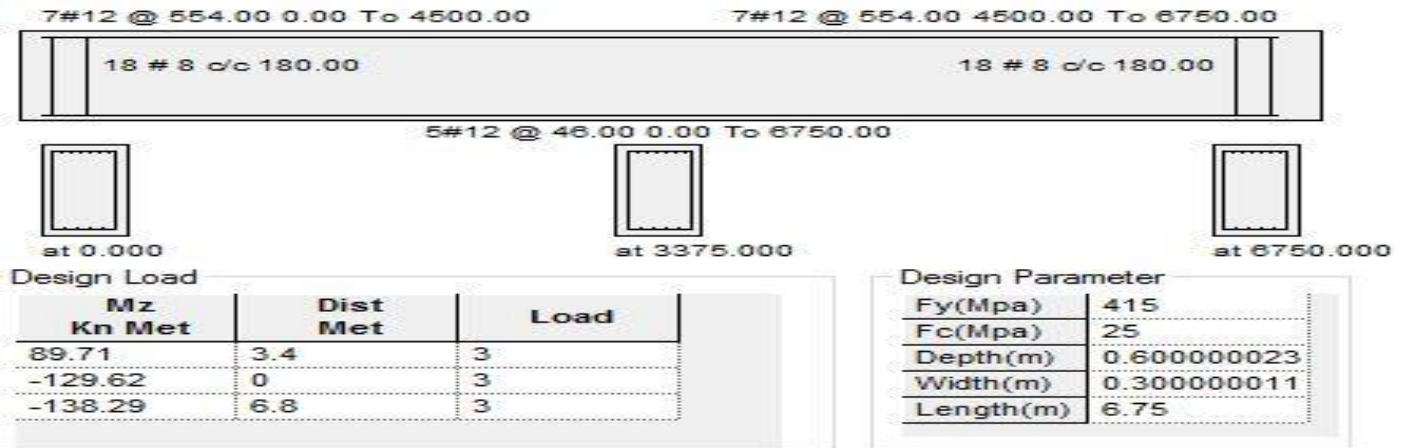 7#12 @ 554.00 0.00 To 4500.00 7#12 @ 554.00 4500.00 To 6750.00
18 # 8 c/c 180.00 18 # 8 c/c 180.00
5#12 @ 46.00 0.00 To 6750.00
at 0.000 at 3375.000 at 6750.000
Design Load Design Parameter
Mz Kn Met Dist Met Load
89.71 3.4 3
-129.62 0 3
-138.29 6.8 3
Fy(Mpa) 415
Fc(Mpa) 25
Depth(m) 0.600000023
Width(m) 0.300000011
Length(m) 6.75